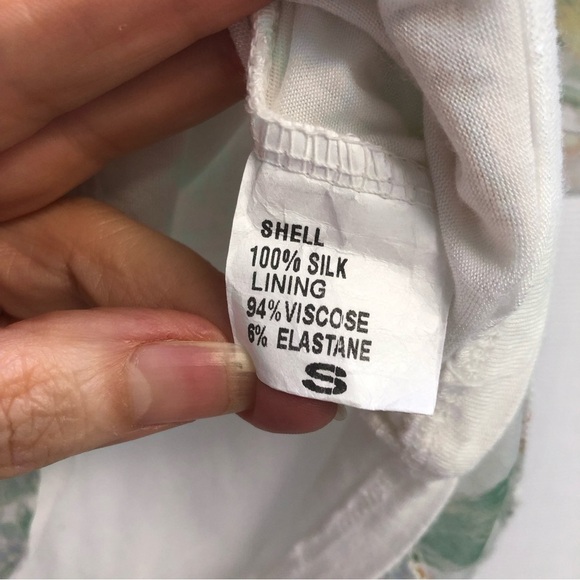 SHELL
100% SILK
LINING
94% VISCOSE
6% ELASTANE
S